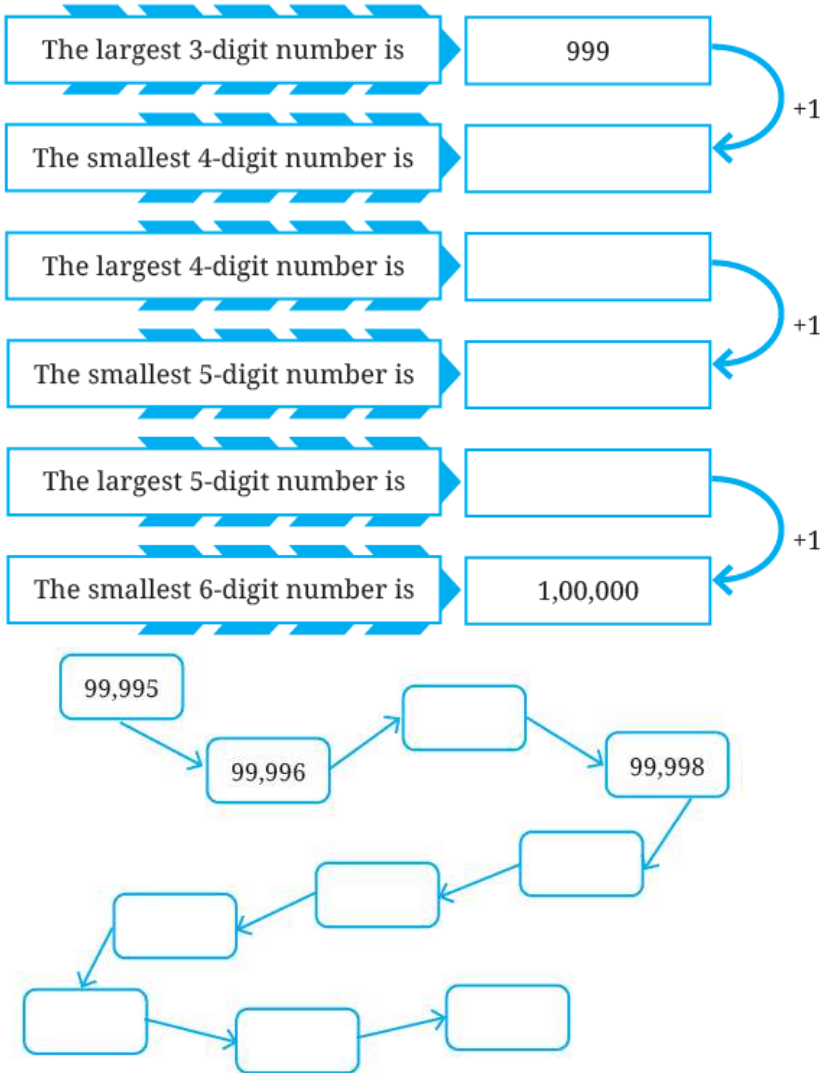 The largest 3-digit number is 999
+1
The smallest 4-digit number is
The largest 4-digit number is
+1
The smallest 5-digit number is
The largest 5-digit number is
+1
The smallest 6-digit number is 1,00,000
99,995
99,996
99,998